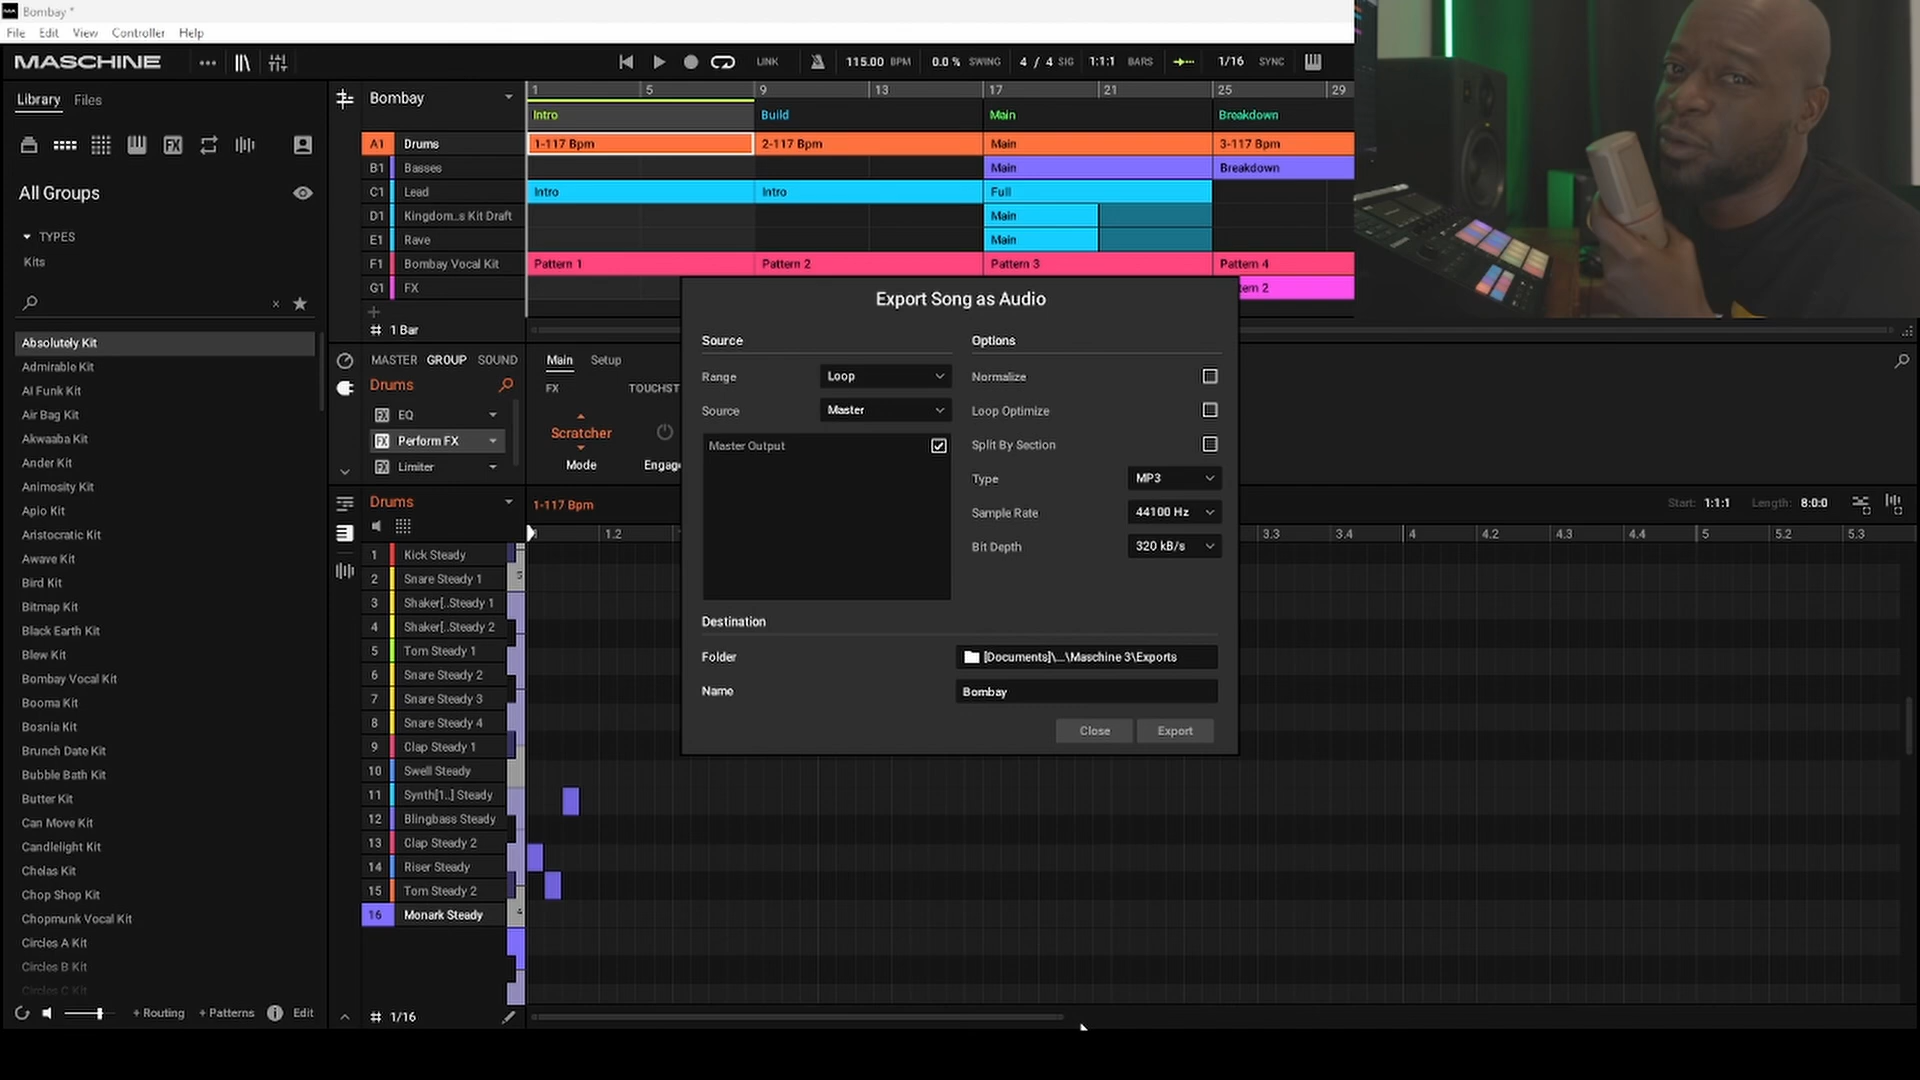 Bombay *
File Edit View Controller Help
MASCHINE
LINK
115.00 BPM
0.0 % SWING
4 / 4 SIG
1:1:1 BARS
1/16 SYNC
Library Files
All Groups
TYPES
Kits
Absolutely Kit
Admirable Kit
AI Funk Kit
Air Bag Kit
Akwaaba Kit
Ander Kit
Animosity Kit
Apio Kit
Aristocratic Kit
Awave Kit
Bird Kit
Bitmap Kit
Black Earth Kit
Blew Kit
Bombay Vocal Kit
Booma Kit
Bosnia Kit
Brunch Date Kit
Bubble Bath Kit
Butter Kit
Can Move Kit
Candlelight Kit
Chelas Kit
Chop Shop Kit
Chopmunk Vocal Kit
Circles A Kit
Circles B Kit
Circles C Kit
+ Routing + Patterns Edit
Bombay
1 5 9 13 17 21 25 29
Intro Build Main Breakdown
A1 Drums 1-117 Bpm 2-117 Bpm Main 3-117 Bpm
B1 Basses Main Breakdown
C1 Lead Intro Intro Full
D1 Kingdom..s Kit Draft Main
E1 Rave Main
F1 Bombay Vocal Kit Pattern 1 Pattern 2 Pattern 3 Pattern 4
G1 FX tern 2
1 Bar
MASTER GROUP SOUND
Drums
EQ
Perform FX
Limiter
Main Setup
FX TOUCHST
Scratcher
Mode Engag
Export Song as Audio
Source
Range Loop
Source Master
Master Output
Options
Normalize
Loop Optimize
Split By Section
Type MP3
Sample Rate 44100 Hz
Bit Depth 320 kB/s
Destination
Folder [Documents]\...\Maschine 3\Exports
Name Bombay
Close Export
Drums
1-117 Bpm
Start: 1:1:1 Length: 8:0:0
1.2 3.3 3.4 4 4.2 4.3 4.4 5 5.2 5.3
1 Kick Steady
2 Snare Steady 1
3 Shaker[..Steady 1
4 Shaker[..Steady 2
5 Tom Steady 1
6 Snare Steady 2
7 Snare Steady 3
8 Snare Steady 4
9 Clap Steady 1
10 Swell Steady
11 Synth[1..] Steady
12 Blingbass Steady
13 Clap Steady 2
14 Riser Steady
15 Tom Steady 2
16 Monark Steady
1/16